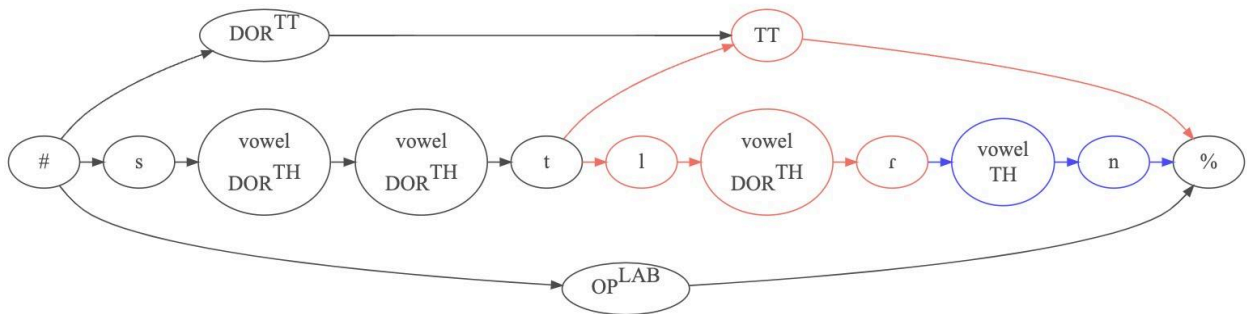 DOR^TT TT
# s vowel DOR^TH vowel DOR^TH t l vowel DOR^TH ɾ vowel TH n %
OP^LAB